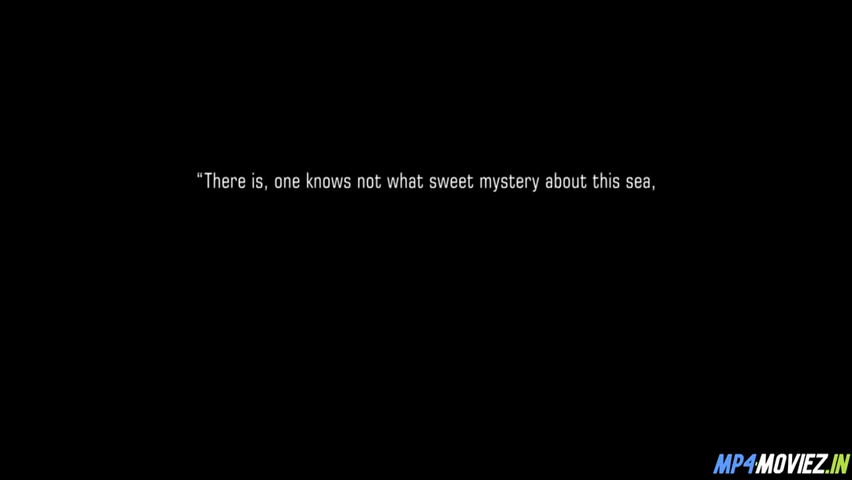 “There is, one knows not what sweet mystery about this sea,
MP4MOVIEZ.IN